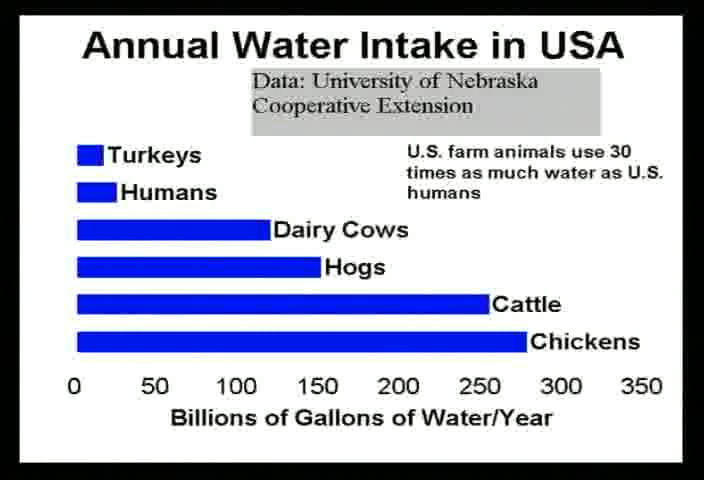 Annual Water Intake in USA
Data: University of Nebraska
Cooperative Extension
Turkeys
U.S. farm animals use 30
times as much water as U.S.
humans
Humans
Dairy Cows
Hogs
Cattle
Chickens
0 50 100 150 200 250 300 350
Billions of Gallons of Water/Year